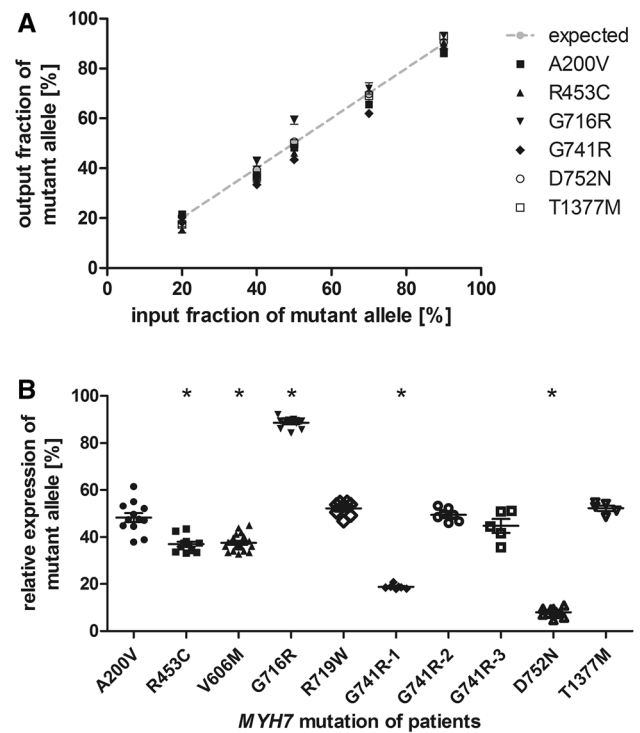 A
output fraction of
mutant allele [%]
100
80
60
40
20
0
0 20 40 60 80 100
input fraction of mutant allele [%]
expected
A200V
R453C
G716R
G741R
D752N
T1377M
B
relative expression of
mutant allele [%]
100
80
60
40
20
0
* * * * *
A200V
R453C
V606M
G716R
R719W
G741R-1
G741R-2
G741R-3
D752N
T1377M
MYH7 mutation of patients